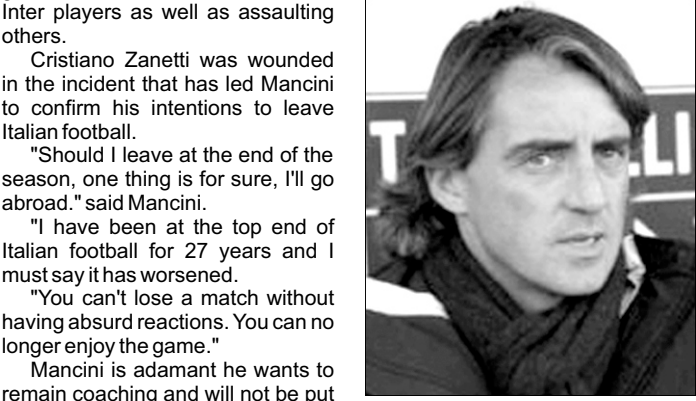 Inter players as well as assaulting
others.
Cristiano Zanetti was wounded
in the incident that has led Mancini
to confirm his intentions to leave
Italian football.
"Should I leave at the end of the
season, one thing is for sure, I'll go
abroad." said Mancini.
"I have been at the top end of
Italian football for 27 years and I
must say it has worsened.
"You can't lose a match without
having absurd reactions. You can no
longer enjoy the game."
Mancini is adamant he wants to
remain coaching and will not be put
T
LLI